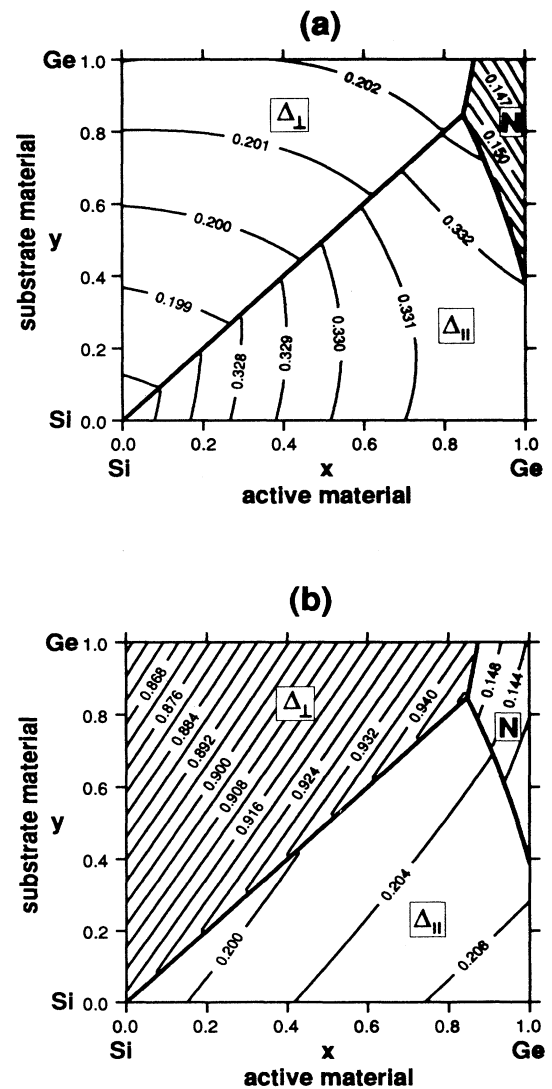 (a)
Ge 1.0
0.8
0.6
0.4
0.2
Si 0.0
substrate material
y
0.202
0.201
0.200
0.199
Δ⊥
0.147
N
0.150
0.332
0.331
0.330
0.329
0.328
Δ||
0.0 0.2 0.4 0.6 0.8 1.0
Si x Ge
active material
(b)
Ge 1.0
0.8
0.6
0.4
0.2
Si 0.0
substrate material
y
0.868
0.876
0.884
0.892
0.900
0.908
0.916
0.924
0.932
0.940
Δ⊥
0.148
0.144
N
0.200
0.204
0.208
Δ||
0.0 0.2 0.4 0.6 0.8 1.0
Si x Ge
active material